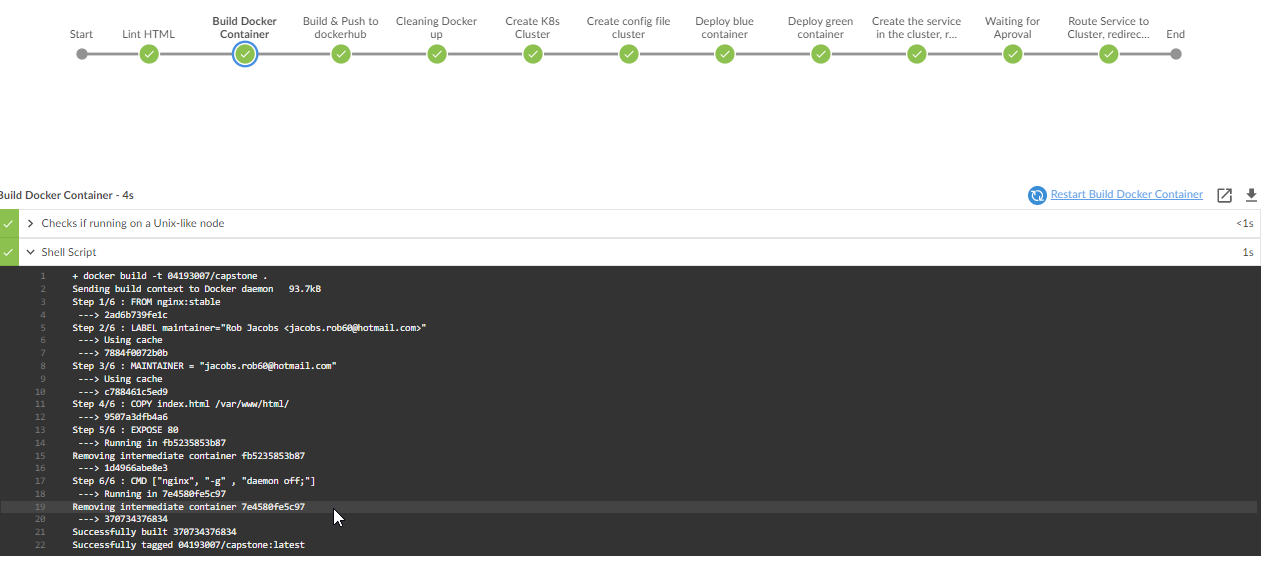 Start
Lint HTML
Build Docker
Container
Build & Push to
dockerhub
Cleaning Docker
up
Create K8s
Cluster
Create config file
cluster
Deploy blue
container
Deploy green
container
Create the service
in the cluster, r...
Waiting for
Aproval
Route Service to
Cluster, redirec...
End
Build Docker Container - 4s
Restart Build Docker Container
Checks if running on a Unix-like node
<1s
Shell Script
1s
1 + docker build -t 04193007/capstone .
2 Sending build context to Docker daemon 93.7kB
3 Step 1/6 : FROM nginx:stable
4 ---> 2ad6b739fe1c
5 Step 2/6 : LABEL maintainer="Rob Jacobs <jacobs.rob60@hotmail.com>"
6 ---> Using cache
7 ---> 7884f0072b0b
8 Step 3/6 : MAINTAINER = "jacobs.rob60@hotmail.com"
9 ---> Using cache
10 ---> c788461c5ed9
11 Step 4/6 : COPY index.html /var/www/html/
12 ---> 9507a3dfb4a6
13 Step 5/6 : EXPOSE 80
14 ---> Running in fb5235853b87
15 Removing intermediate container fb5235853b87
16 ---> 1d4966abe8e3
17 Step 6/6 : CMD ["nginx", "-g" , "daemon off;"]
18 ---> Running in 7e4580fe5c97
19 Removing intermediate container 7e4580fe5c97
20 ---> 370734376834
21 Successfully built 370734376834
22 Successfully tagged 04193007/capstone:latest